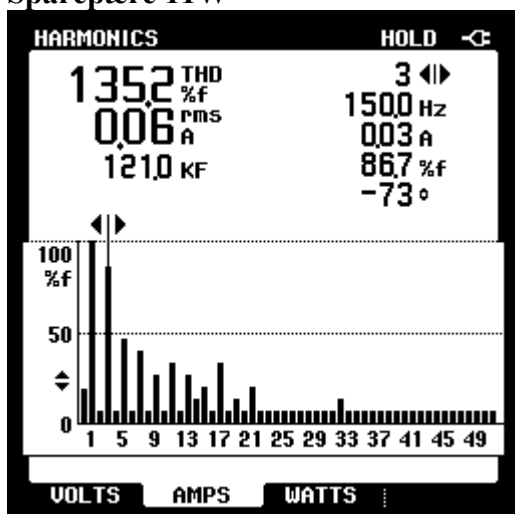 Sparepære 11W
HARMONICS HOLD
135,2 THD %f
0,06 rms A
121,0 KF
3
150,0 Hz
0,03 A
86,7 %f
-73°
100
%f
50
0
1 5 9 13 17 21 25 29 33 37 41 45 49
VOLTS AMPS WATTS